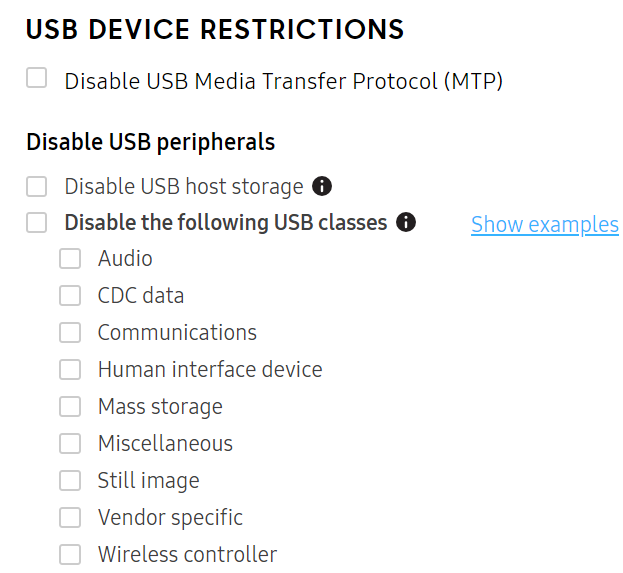 USB DEVICE RESTRICTIONS
Disable USB Media Transfer Protocol (MTP)
Disable USB peripherals
Disable USB host storage
Disable the following USB classes Show examples
Audio
CDC data
Communications
Human interface device
Mass storage
Miscellaneous
Still image
Vendor specific
Wireless controller